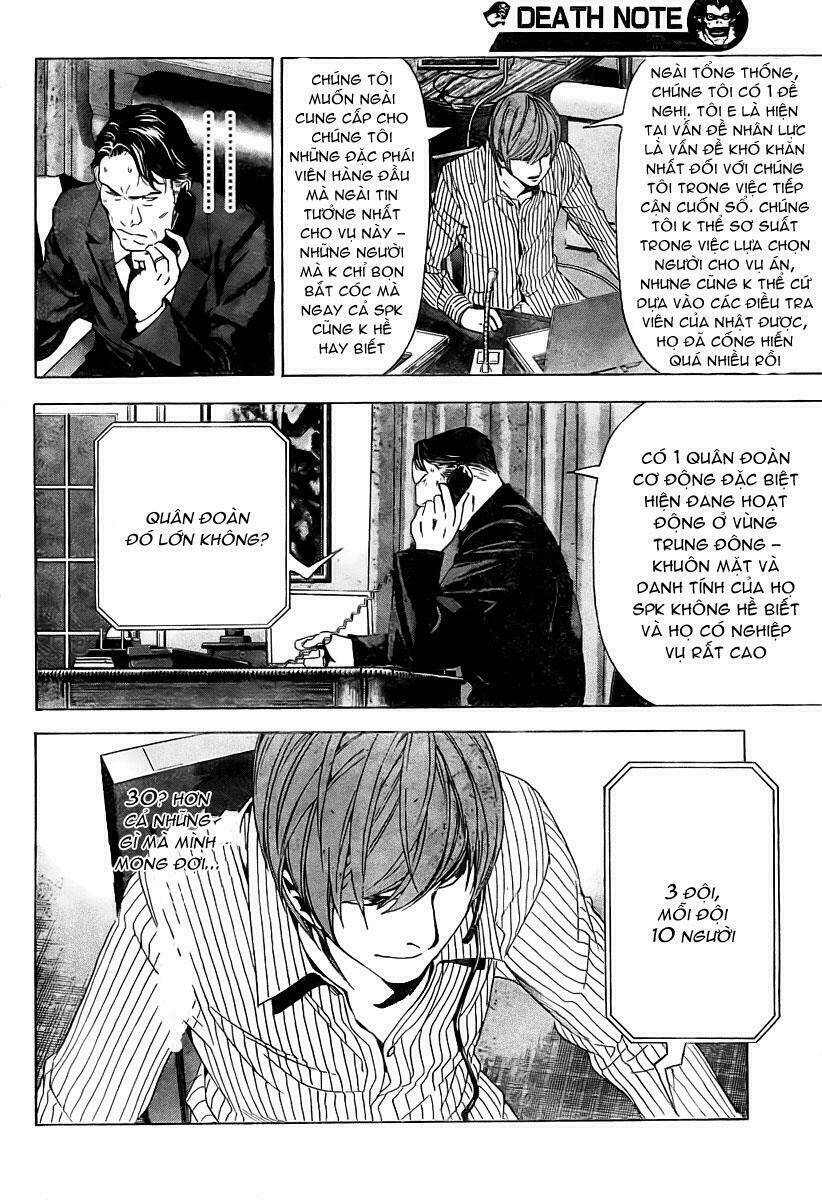 DEATH NOTE
NGÀI TỔNG THỐNG,
CHÚNG TÔI CÓ 1 ĐỀ
NGHỊ. TÔI E LÀ HIỆN
TẠI VẤN ĐỀ NHÂN LỰC
LÀ VẤN ĐỀ KHÓ KHĂN
NHẤT ĐỐI VỚI CHÚNG
TÔI TRONG VIỆC TIẾP
CẬN CUỐN SỔ. CHÚNG
TÔI K THỂ SƠ SUẤT
TRONG VIỆC LỰA CHỌN
NGƯỜI CHO VỤ ÁN,
NHƯNG CŨNG K THỂ CỨ
DỰA VÀO CÁC ĐIỀU TRA
VIÊN CỦA NHẬT ĐƯỢC,
HỌ ĐÃ CỐNG HIẾN
QUÁ NHIỀU RỒI
CHÚNG TÔI
MUỐN NGÀI
CUNG CẤP CHO
CHÚNG TÔI
NHỮNG ĐẶC PHÁI
VIÊN HÀNG ĐẦU
MÀ NGÀI TIN
TƯỞNG NHẤT
CHO VỤ NÀY –
NHỮNG NGƯỜI
MÀ K CHỈ BỌN
BẮT CÓC MÀ
NGAY CẢ SPK
CŨNG K HỀ
HAY BIẾT
CÓ 1 QUÂN ĐOÀN
CƠ ĐỘNG ĐẶC BIỆT
HIỆN ĐANG HOẠT
ĐỘNG Ở VÙNG
TRUNG ĐÔNG –
KHUÔN MẶT VÀ
DANH TÍNH CỦA HỌ
SPK KHÔNG HỀ BIẾT
VÀ HỌ CÓ NGHIỆP
VỤ RẤT CAO
QUÂN ĐOÀN
ĐÓ LỚN KHÔNG?
3 ĐỘI,
MỖI ĐỘI
10 NGƯỜI
30? HƠN
CẢ NHỮNG
GÌ MÀ MÌNH
MONG ĐỢI...